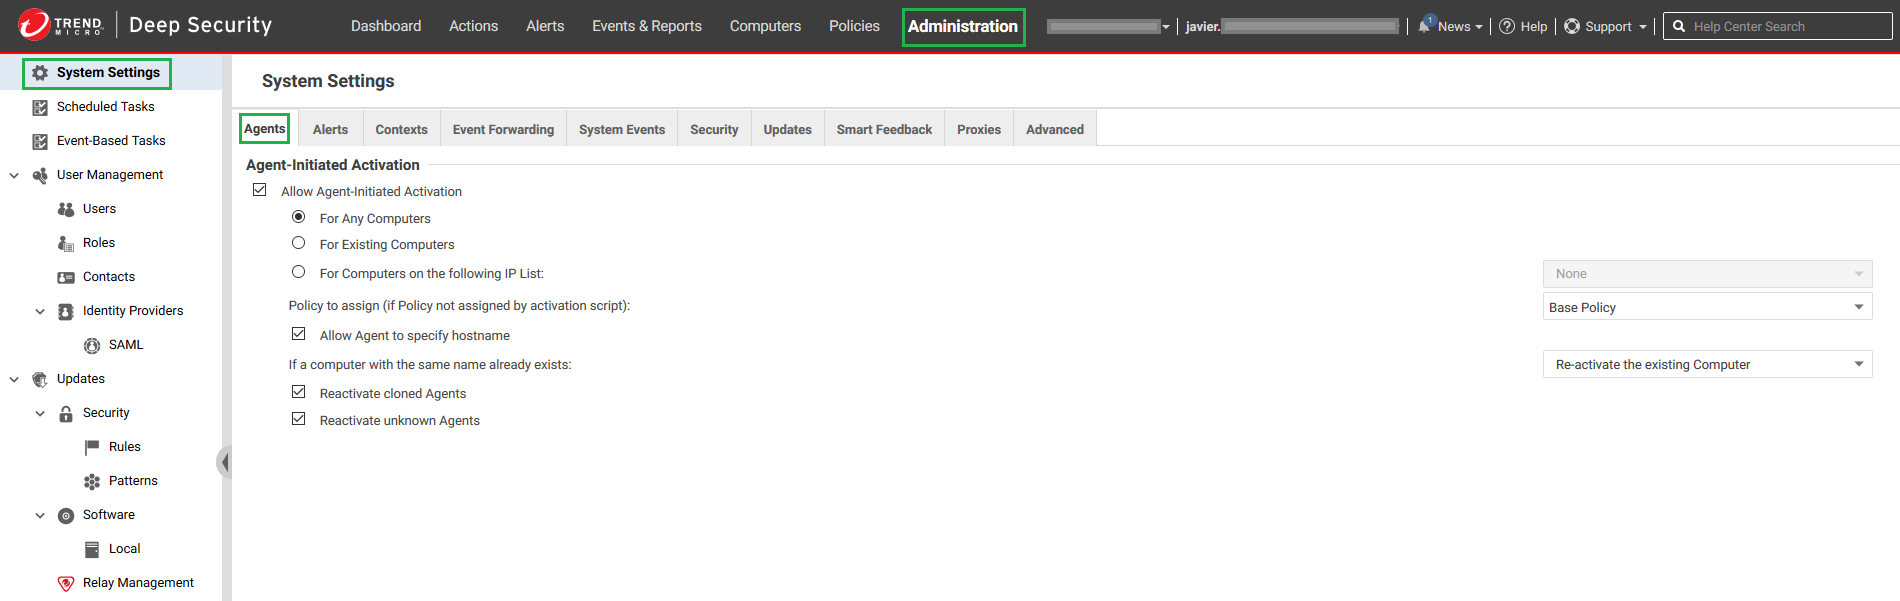 TREND MICRO Deep Security Dashboard Actions Alerts Events & Reports Computers Policies Administration javier. 1 News Help Support Help Center Search
System Settings
Scheduled Tasks
Event-Based Tasks
User Management
Users
Roles
Contacts
Identity Providers
SAML
Updates
Security
Rules
Patterns
Software
Local
Relay Management
System Settings
Agents Alerts Contexts Event Forwarding System Events Security Updates Smart Feedback Proxies Advanced
Agent-Initiated Activation
Allow Agent-Initiated Activation
For Any Computers
For Existing Computers
For Computers on the following IP List: None
Policy to assign (if Policy not assigned by activation script): Base Policy
Allow Agent to specify hostname
If a computer with the same name already exists: Re-activate the existing Computer
Reactivate cloned Agents
Reactivate unknown Agents